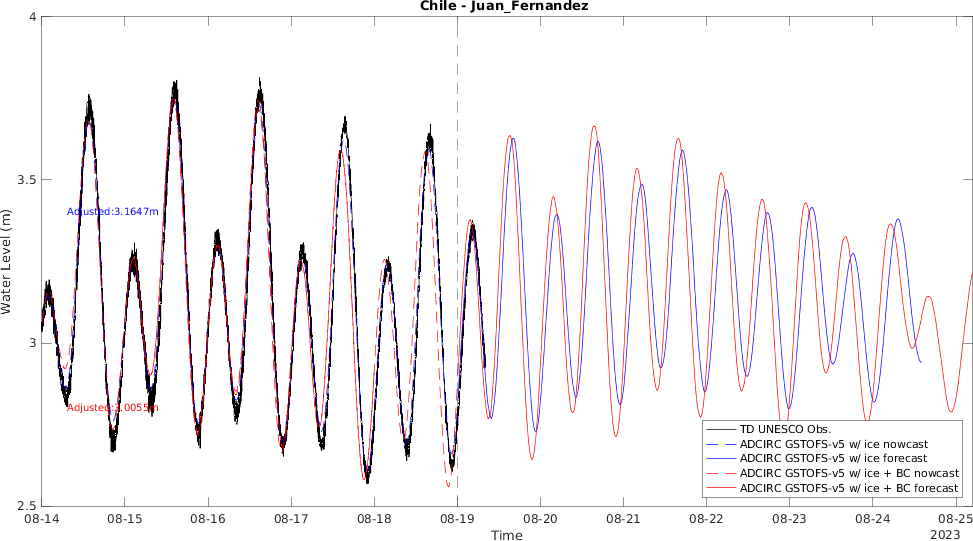 Chile - Juan_Fernandez
Water Level (m)
4
3.5
3
2.5
Adjusted:3.1647m
Adjusted:3.0055m
TD UNESCO Obs.
ADCIRC GSTOFS-v5 w/ ice nowcast
ADCIRC GSTOFS-v5 w/ ice forecast
ADCIRC GSTOFS-v5 w/ ice + BC nowcast
ADCIRC GSTOFS-v5 w/ ice + BC forecast
08-14 08-15 08-16 08-17 08-18 08-19 08-20 08-21 08-22 08-23 08-24 08-25
Time
2023